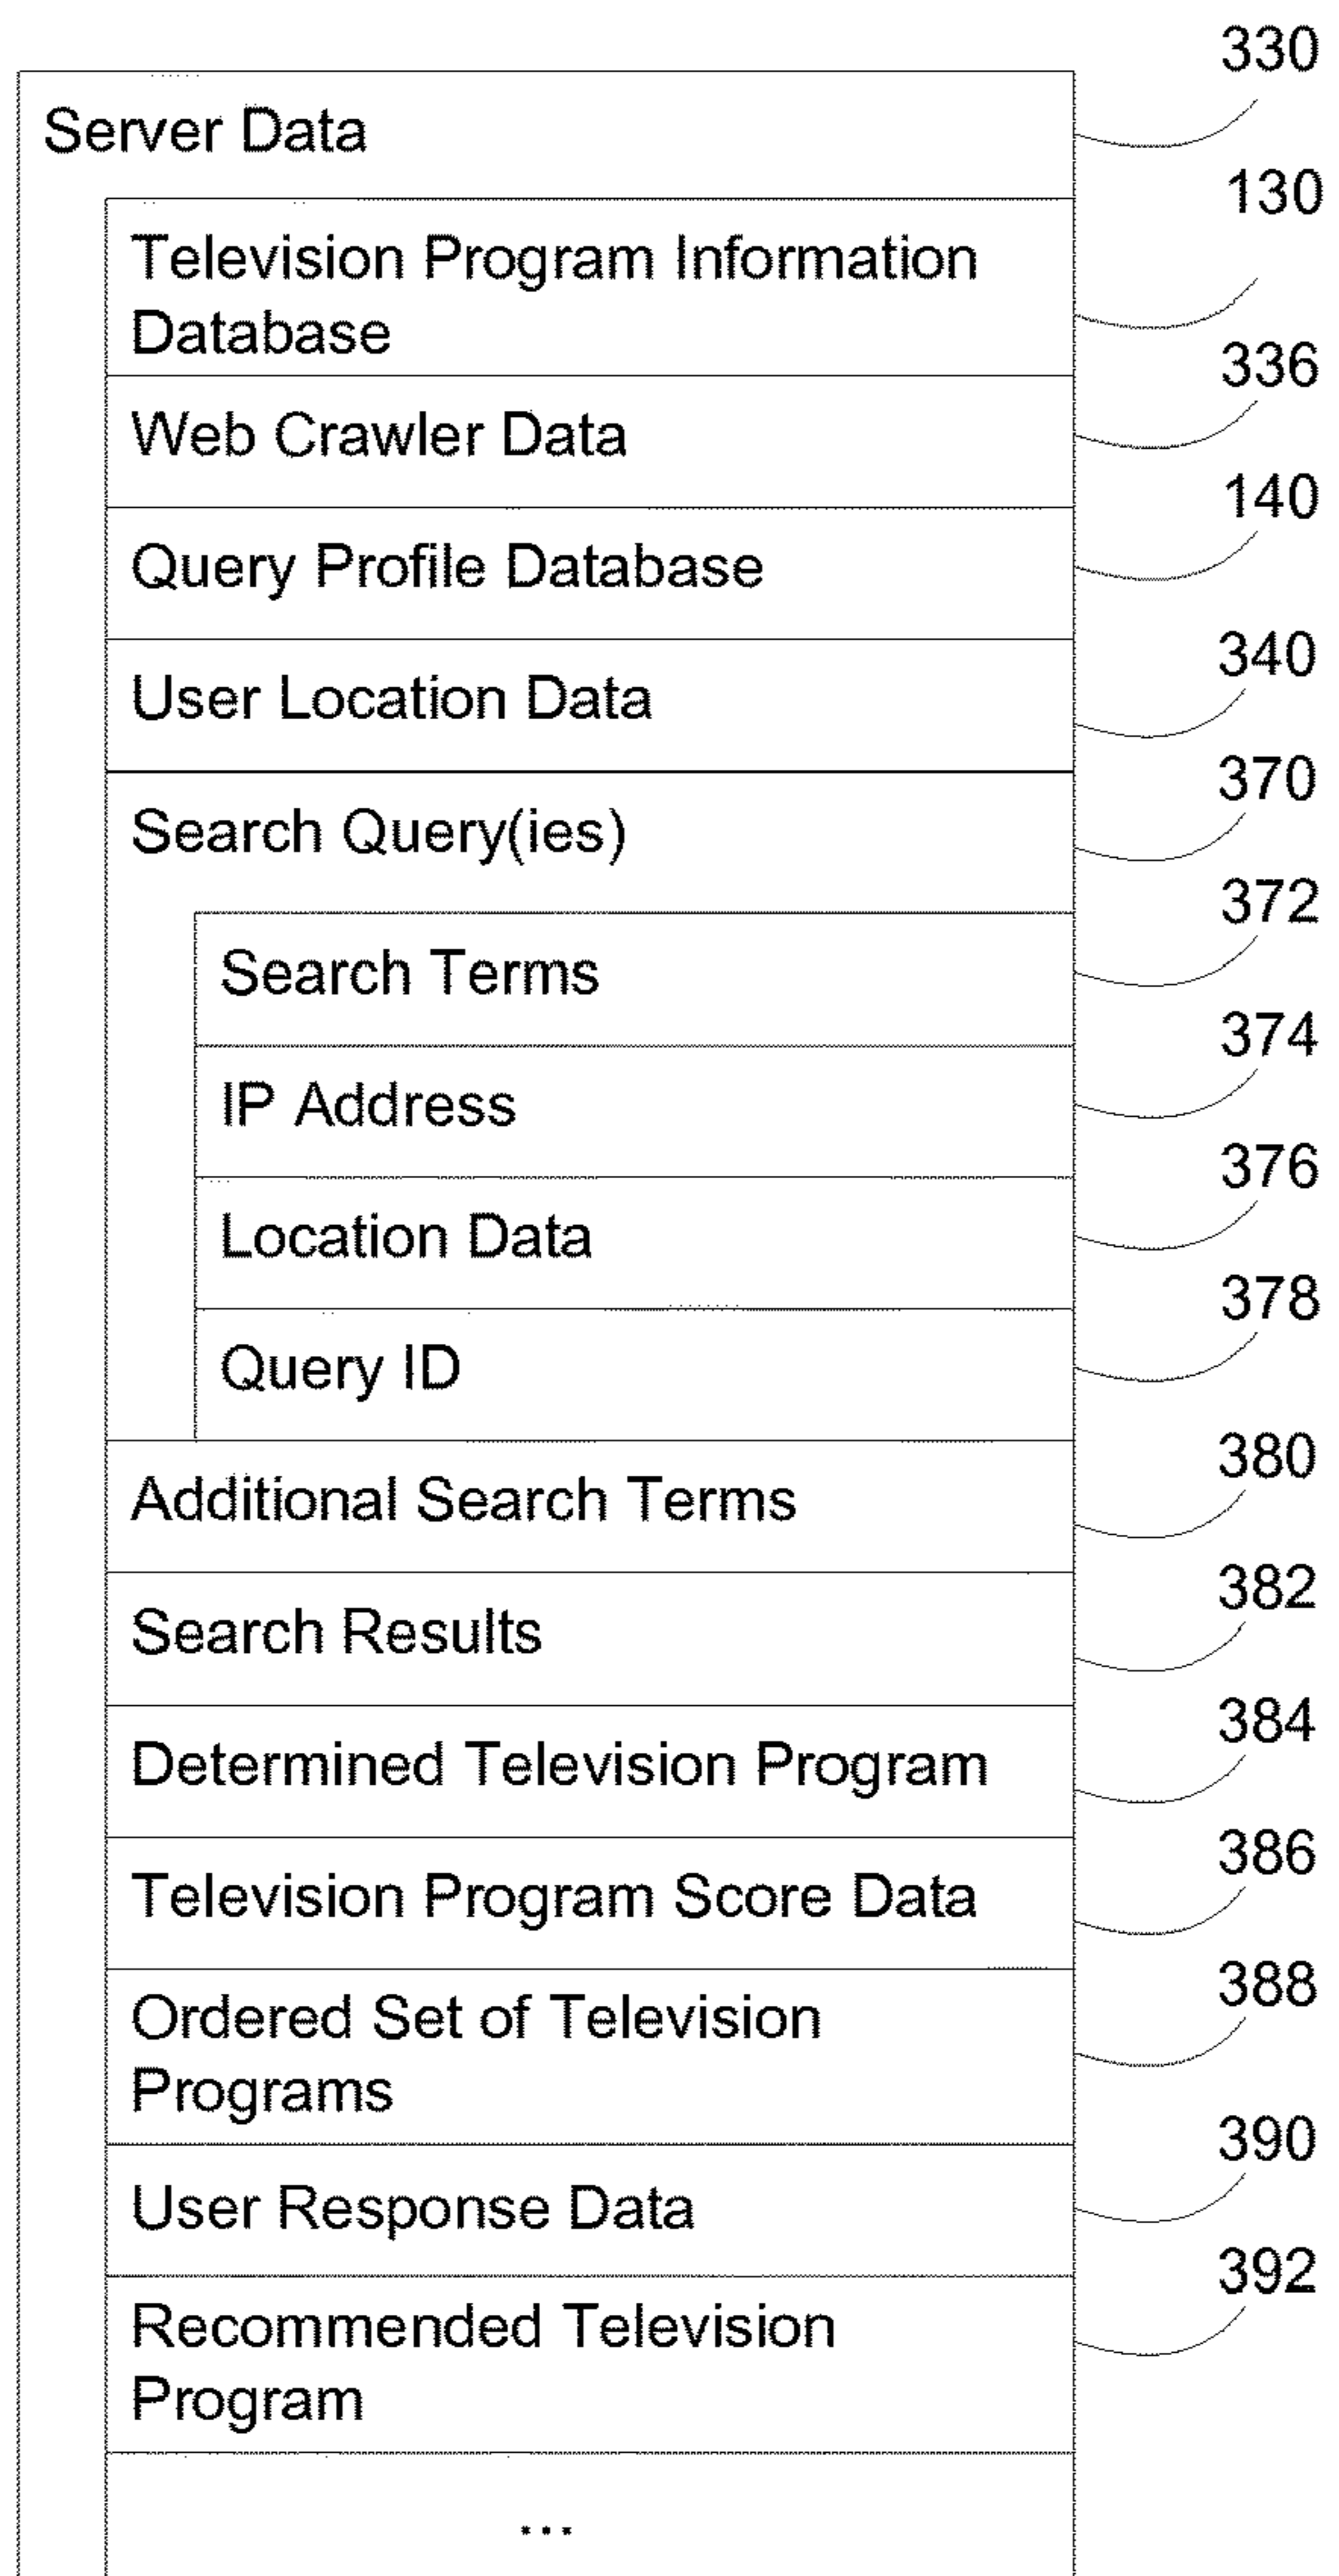 330
Server Data
130
Television Program Information
Database
336
Web Crawler Data
140
Query Profile Database
340
User Location Data
370
Search Query(ies)
372
Search Terms
374
IP Address
376
Location Data
378
Query ID
380
Additional Search Terms
382
Search Results
384
Determined Television Program
386
Television Program Score Data
388
Ordered Set of Television
Programs
390
User Response Data
392
Recommended Television
Program
...